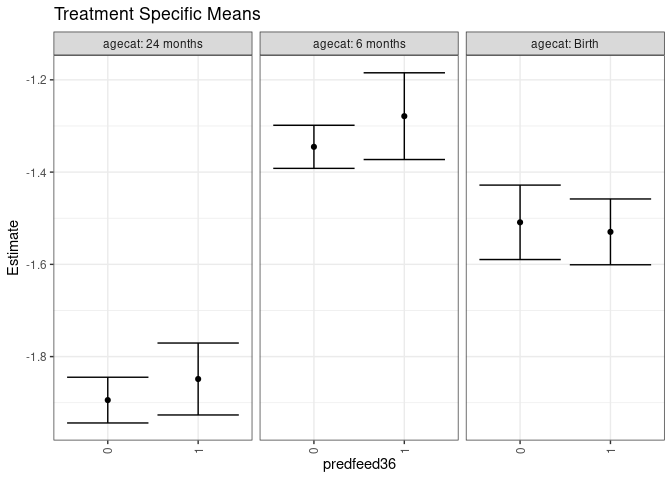 Treatment Specific Means
agecat: 24 months
agecat: 6 months
agecat: Birth
-1.2
-1.4
-1.6
-1.8
Estimate
0
1
0
1
0
1
predfeed36